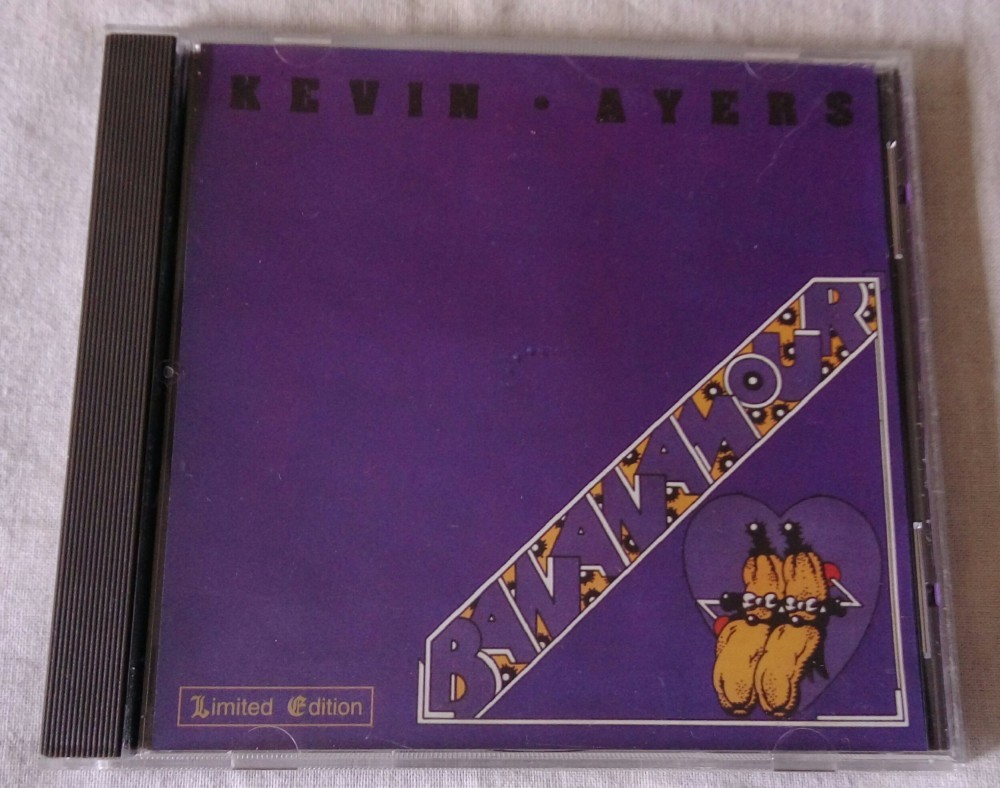 KEVIN · AYERS
BANANAMOUR
Limited Edition